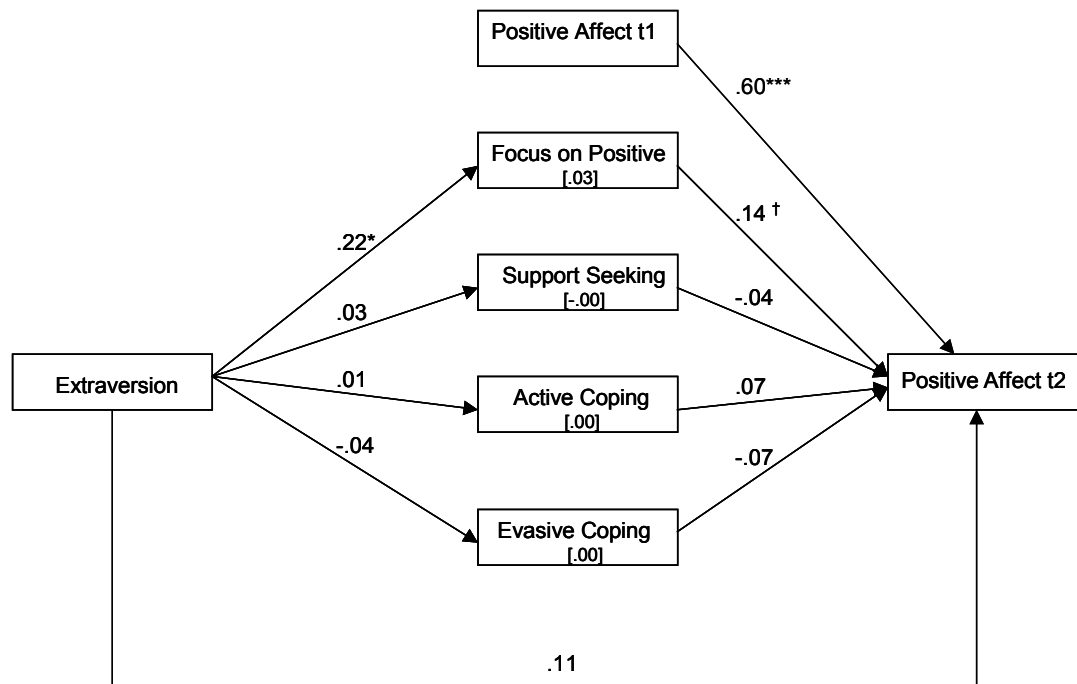 Positive Affect t1
.60***
Focus on Positive
[.03]
.14 †
.22*
Support Seeking
[-.00]
-.04
.03
Extraversion
.01
Active Coping
[.00]
.07
Positive Affect t2
-.04
-.07
Evasive Coping
[.00]
.11